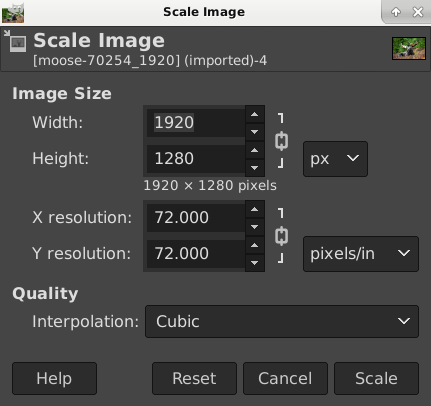 Scale Image
Scale Image
[moose-70254_1920] (imported)-4
Image Size
Width: 1920
Height: 1280 px
1920 × 1280 pixels
X resolution: 72.000
Y resolution: 72.000 pixels/in
Quality
Interpolation: Cubic
Help Reset Cancel Scale